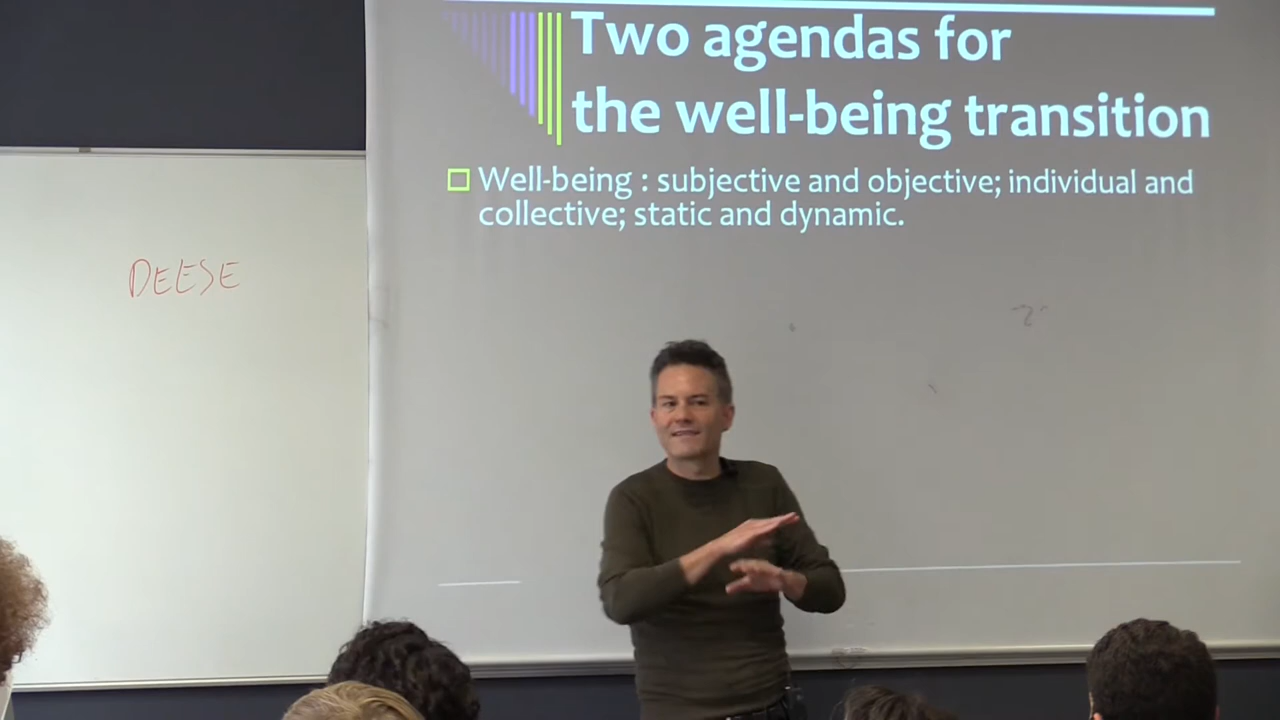 Two agendas for
the well-being transition
Well-being : subjective and objective; individual and
collective; static and dynamic.
DEESE